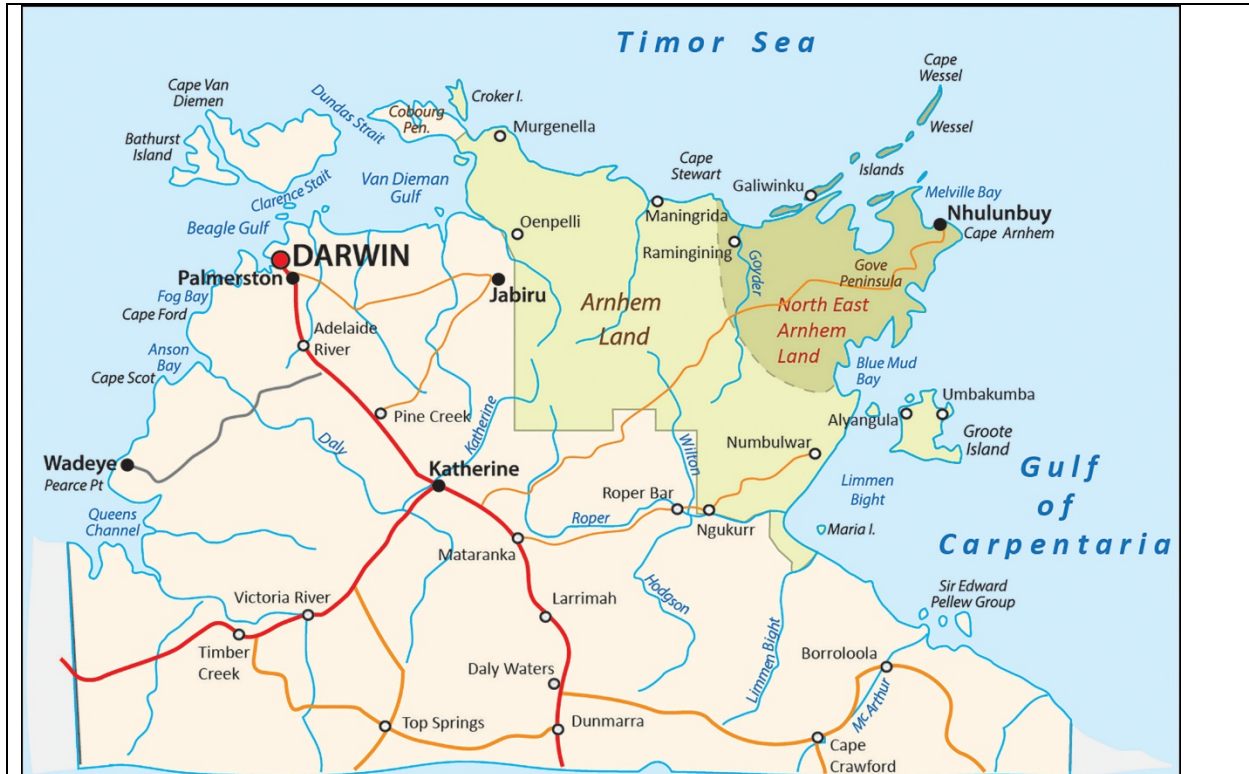 Timor Sea
Cape
Wessel
Cape Van
Diemen
Dundas Strait
Croker I.
Cobourg
Pen.
Murgenella
Wessel
Bathurst
Island
Cape
Stewart
Islands
Van Dieman
Gulf
Clarence Stait
Galiwinku
Melville Bay
Maningrida
Nhulunbuy
Beagle Gulf
Oenpelli
Cape Arnhem
Ramingining
Goyder
DARWIN
Palmerston
Gove
Peninsula
Jabiru
Fog Bay
Cape Ford
Arnhem
Land
North East
Arnhem
Land
Adelaide
River
Anson
Bay
Blue Mud
Bay
Cape Scot
Umbakumba
Pine Creek
Alyangula
Daly
Katherine
Wilton
Groote
Island
Numbulwar
Wadeye
Katherine
Gulf
of
Carpentaria
Pearce Pt
Limmen
Bight
Roper Bar
Queens
Channel
Roper
Ngukurr
Maria I.
Mataranka
Hodgson
Sir Edward
Pellew Group
Victoria River
Larrimah
Timber
Creek
Limmen Bight
Borroloola
Daly Waters
Mc Arthur
Top Springs
Dunmarra
Cape
Crawford